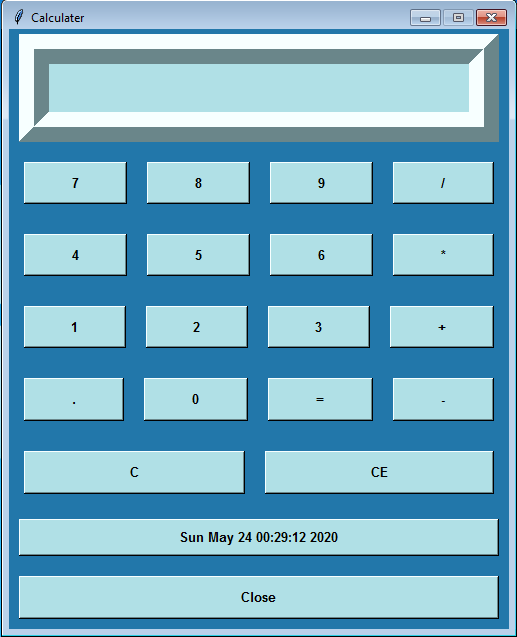 Calculater
7 8 9 /
4 5 6 *
1 2 3 +
. 0 = -
C CE
Sun May 24 00:29:12 2020
Close